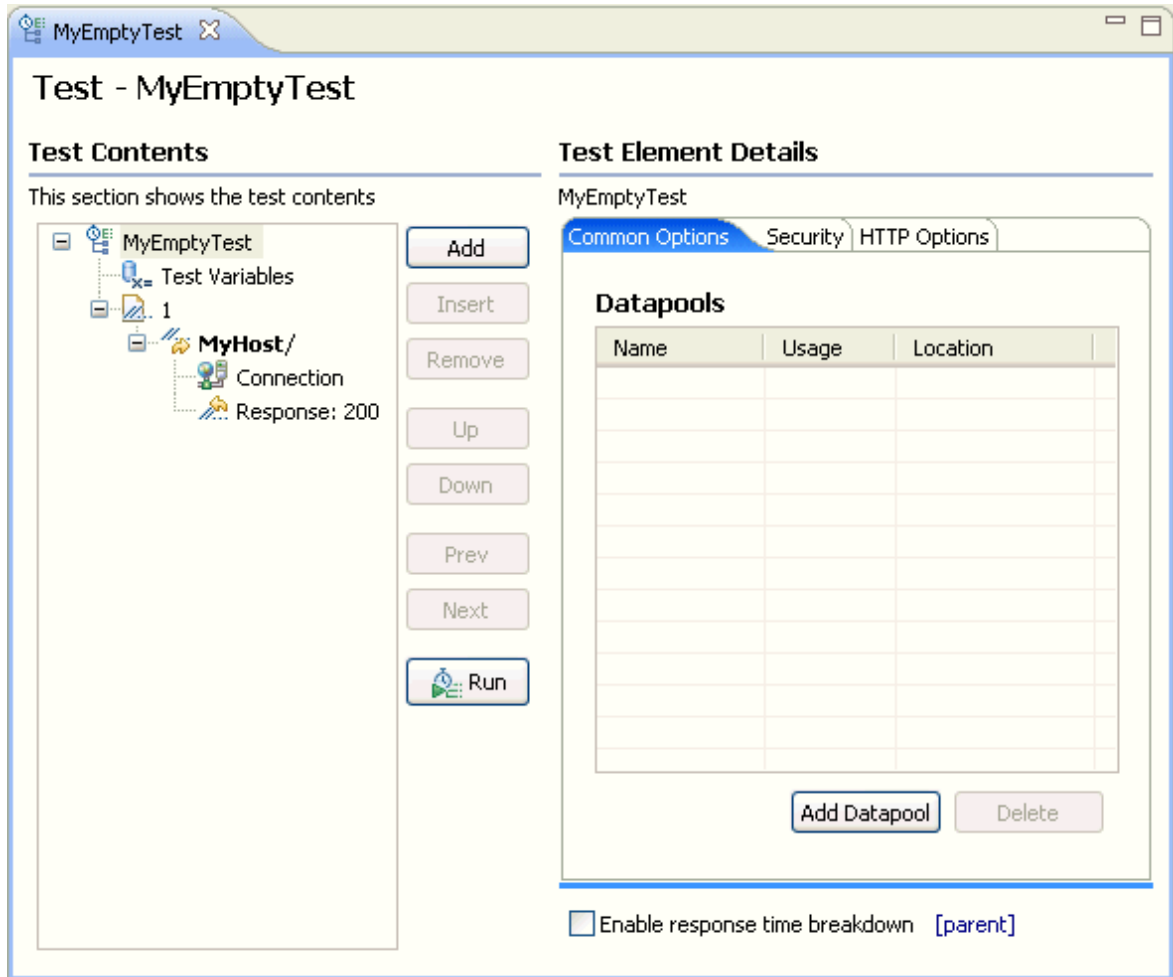 MyEmptyTest
Test - MyEmptyTest
Test Contents
This section shows the test contents
MyEmptyTest
Test Variables
1
MyHost/
Connection
Response: 200
Add
Insert
Remove
Up
Down
Prev
Next
Run
Test Element Details
MyEmptyTest
Common Options Security HTTP Options
Datapools
Name Usage Location
Add Datapool Delete
Enable response time breakdown [parent]